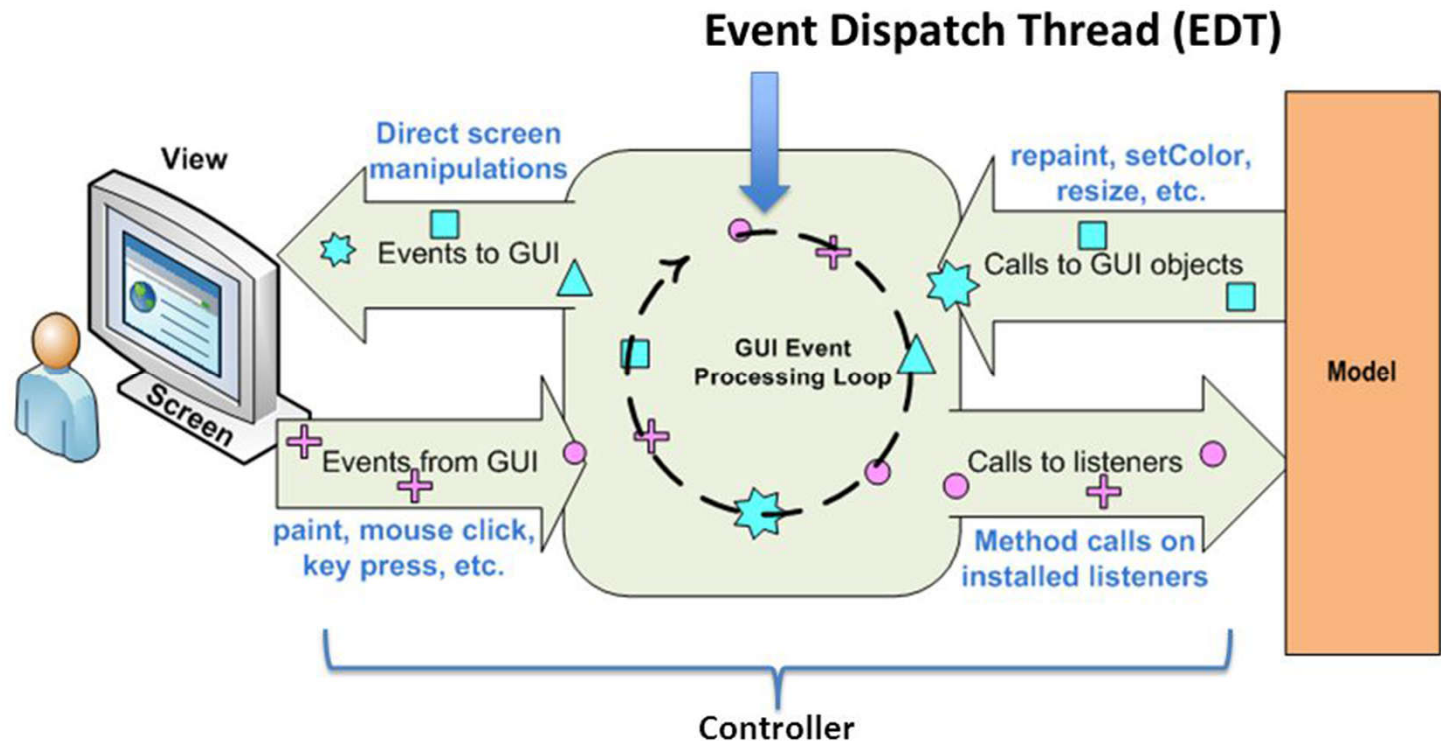 Event Dispatch Thread (EDT)
View
Direct screen
manipulations
Events to GUI
repaint, setColor,
resize, etc.
Calls to GUI objects
GUI Event
Processing Loop
Model
Screen
Events from GUI
paint, mouse click,
key press, etc.
Calls to listeners
Method calls on
installed listeners
Controller